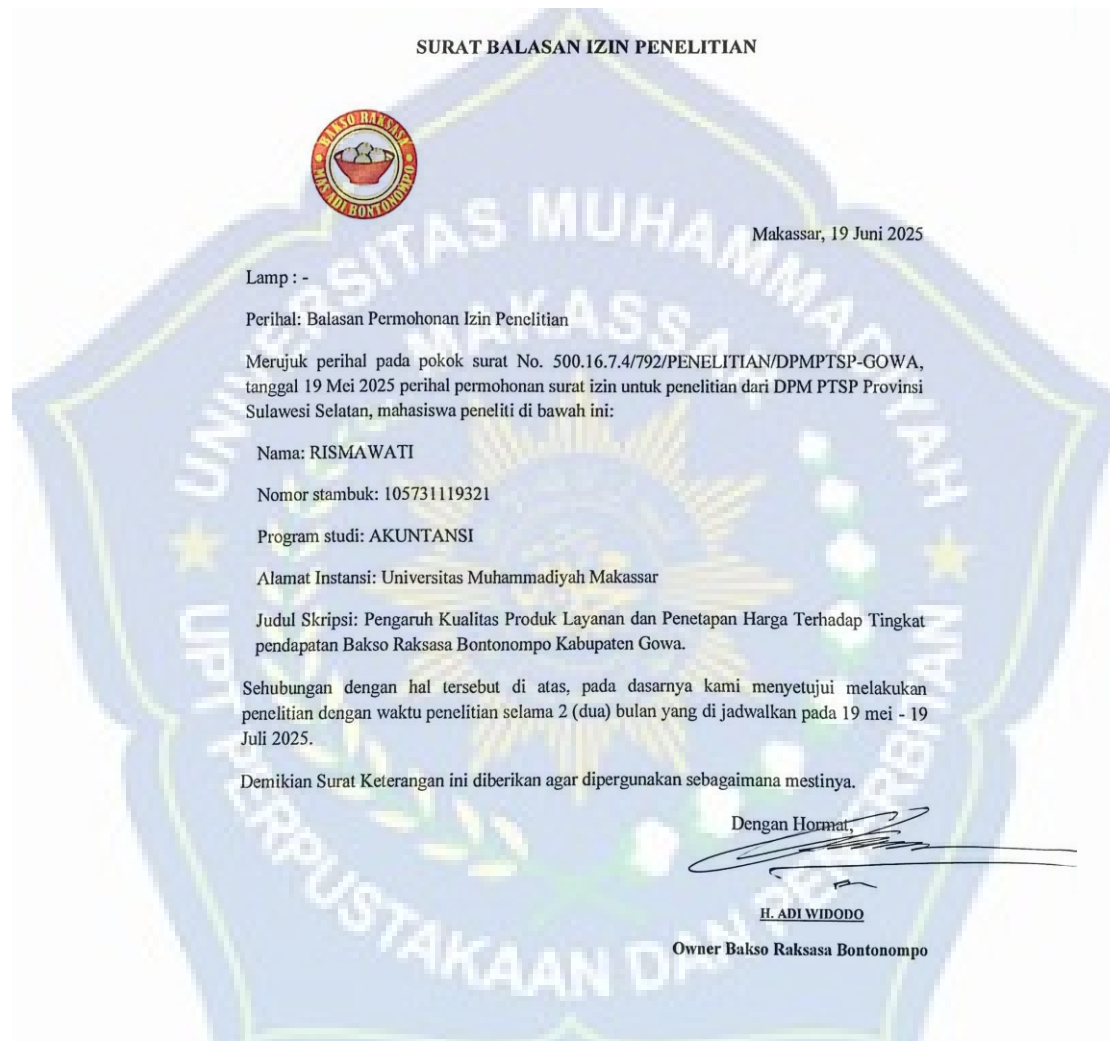 SURAT BALASAN IZIN PENELITIAN
BAKSO RAKSASA
MAS ADI BONTONOMPO
Makassar, 19 Juni 2025
Lamp : -
Perihal: Balasan Permohonan Izin Penelitian
Merujuk perihal pada pokok surat No. 500.16.7.4/792/PENELITIAN/DPMPTSP-GOWA,
tanggal 19 Mei 2025 perihal permohonan surat izin untuk penelitian dari DPM PTSP Provinsi
Sulawesi Selatan, mahasiswa peneliti di bawah ini:
Nama: RISMAWATI
Nomor stambuk: 105731119321
Program studi: AKUNTANSI
Alamat Instansi: Universitas Muhammadiyah Makassar
Judul Skripsi: Pengaruh Kualitas Produk Layanan dan Penetapan Harga Terhadap Tingkat
pendapatan Bakso Raksasa Bontonompo Kabupaten Gowa.
Sehubungan dengan hal tersebut di atas, pada dasarnya kami menyetujui melakukan
penelitian dengan waktu penelitian selama 2 (dua) bulan yang di jadwalkan pada 19 mei - 19
Juli 2025.
Demikian Surat Keterangan ini diberikan agar dipergunakan sebagaimana mestinya.
Dengan Hormat,
H. ADI WIDODO
Owner Bakso Raksasa Bontonompo
UNIVERSITAS MUHAMMADIYAH
MAKASSAR
UPT PERPUSTAKAAN DAN PENERBITAN